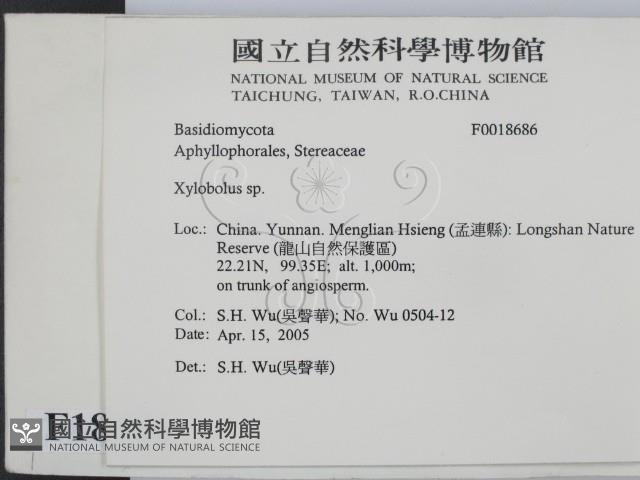 國立自然科學博物館
NATIONAL MUSEUM OF NATURAL SCIENCE
TAICHUNG, TAIWAN, R.O.CHINA
Basidiomycota F0018686
Aphyllophorales, Stereaceae
Xylobolus sp.
Loc.: China. Yunnan. Menglian Hsieng (孟連縣): Longshan Nature
Reserve (龍山自然保護區)
22.21N, 99.35E; alt. 1,000m;
on trunk of angiosperm.
Col.: S.H. Wu(吳聲華); No. Wu 0504-12
Date: Apr. 15, 2005
Det.: S.H. Wu(吳聲華)
F18
國立自然科學博物館
NATIONAL MUSEUM OF NATURAL SCIENCE